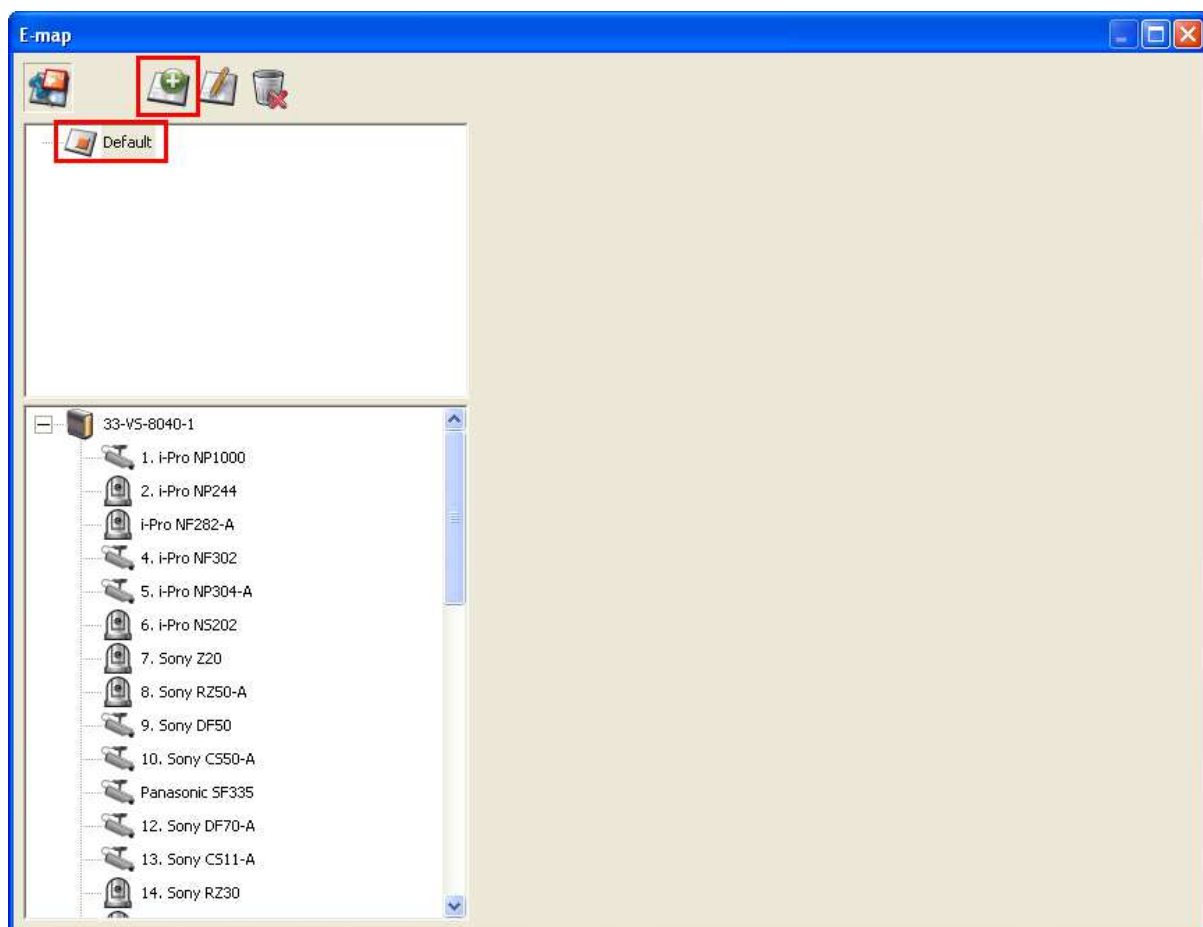 E-map
Default
33-VS-8040-1
1. i-Pro NP1000
2. i-Pro NP244
i-Pro NF282-A
4. i-Pro NF302
5. i-Pro NP304-A
6. i-Pro NS202
7. Sony Z20
8. Sony RZ50-A
9. Sony DF50
10. Sony CS50-A
Panasonic SF335
12. Sony DF70-A
13. Sony CS11-A
14. Sony RZ30